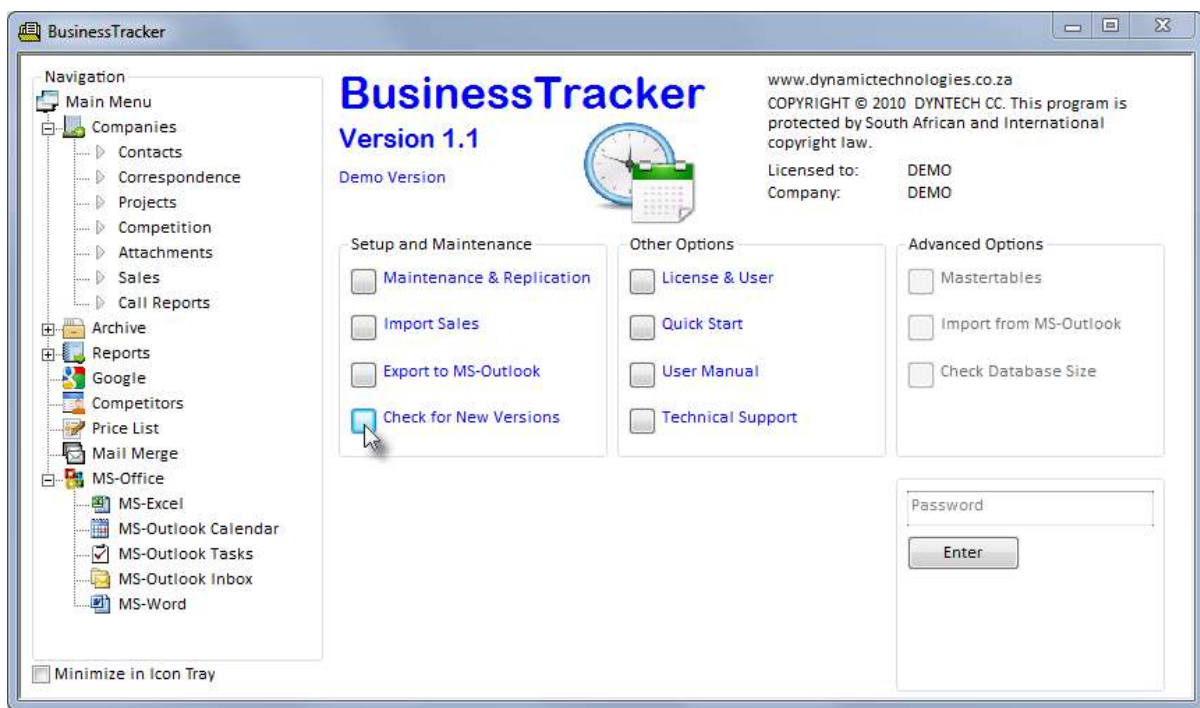 BusinessTracker
Navigation
Main Menu
Companies
Contacts
Correspondence
Projects
Competition
Attachments
Sales
Call Reports
Archive
Reports
Google
Competitors
Price List
Mail Merge
MS-Office
MS-Excel
MS-Outlook Calendar
MS-Outlook Tasks
MS-Outlook Inbox
MS-Word
Minimize in Icon Tray
BusinessTracker
Version 1.1
Demo Version
www.dynamictechnologies.co.za
COPYRIGHT © 2010 DYNTECH CC. This program is
protected by South African and International
copyright law.
Licensed to: DEMO
Company: DEMO
Setup and Maintenance
Maintenance & Replication
Import Sales
Export to MS-Outlook
Check for New Versions
Other Options
License & User
Quick Start
User Manual
Technical Support
Advanced Options
Mastertables
Import from MS-Outlook
Check Database Size
Password
Enter